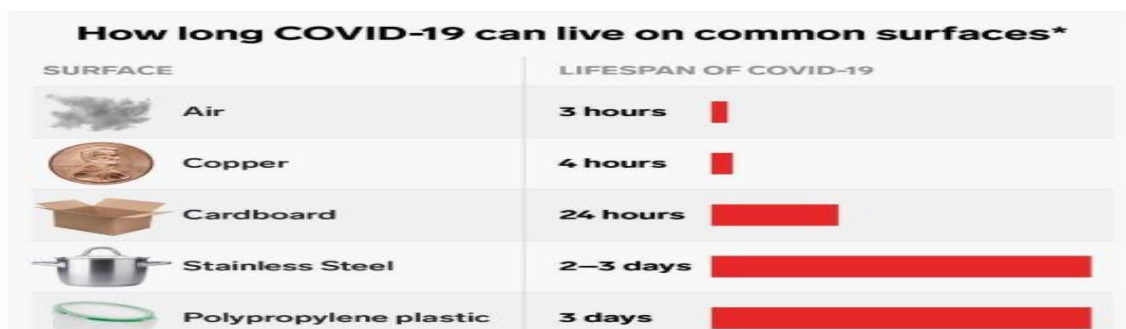 How long COVID-19 can live on common surfaces*
SURFACE LIFESPAN OF COVID-19
Air 3 hours
Copper 4 hours
Cardboard 24 hours
Stainless Steel 2–3 days
Polypropylene plastic 3 days